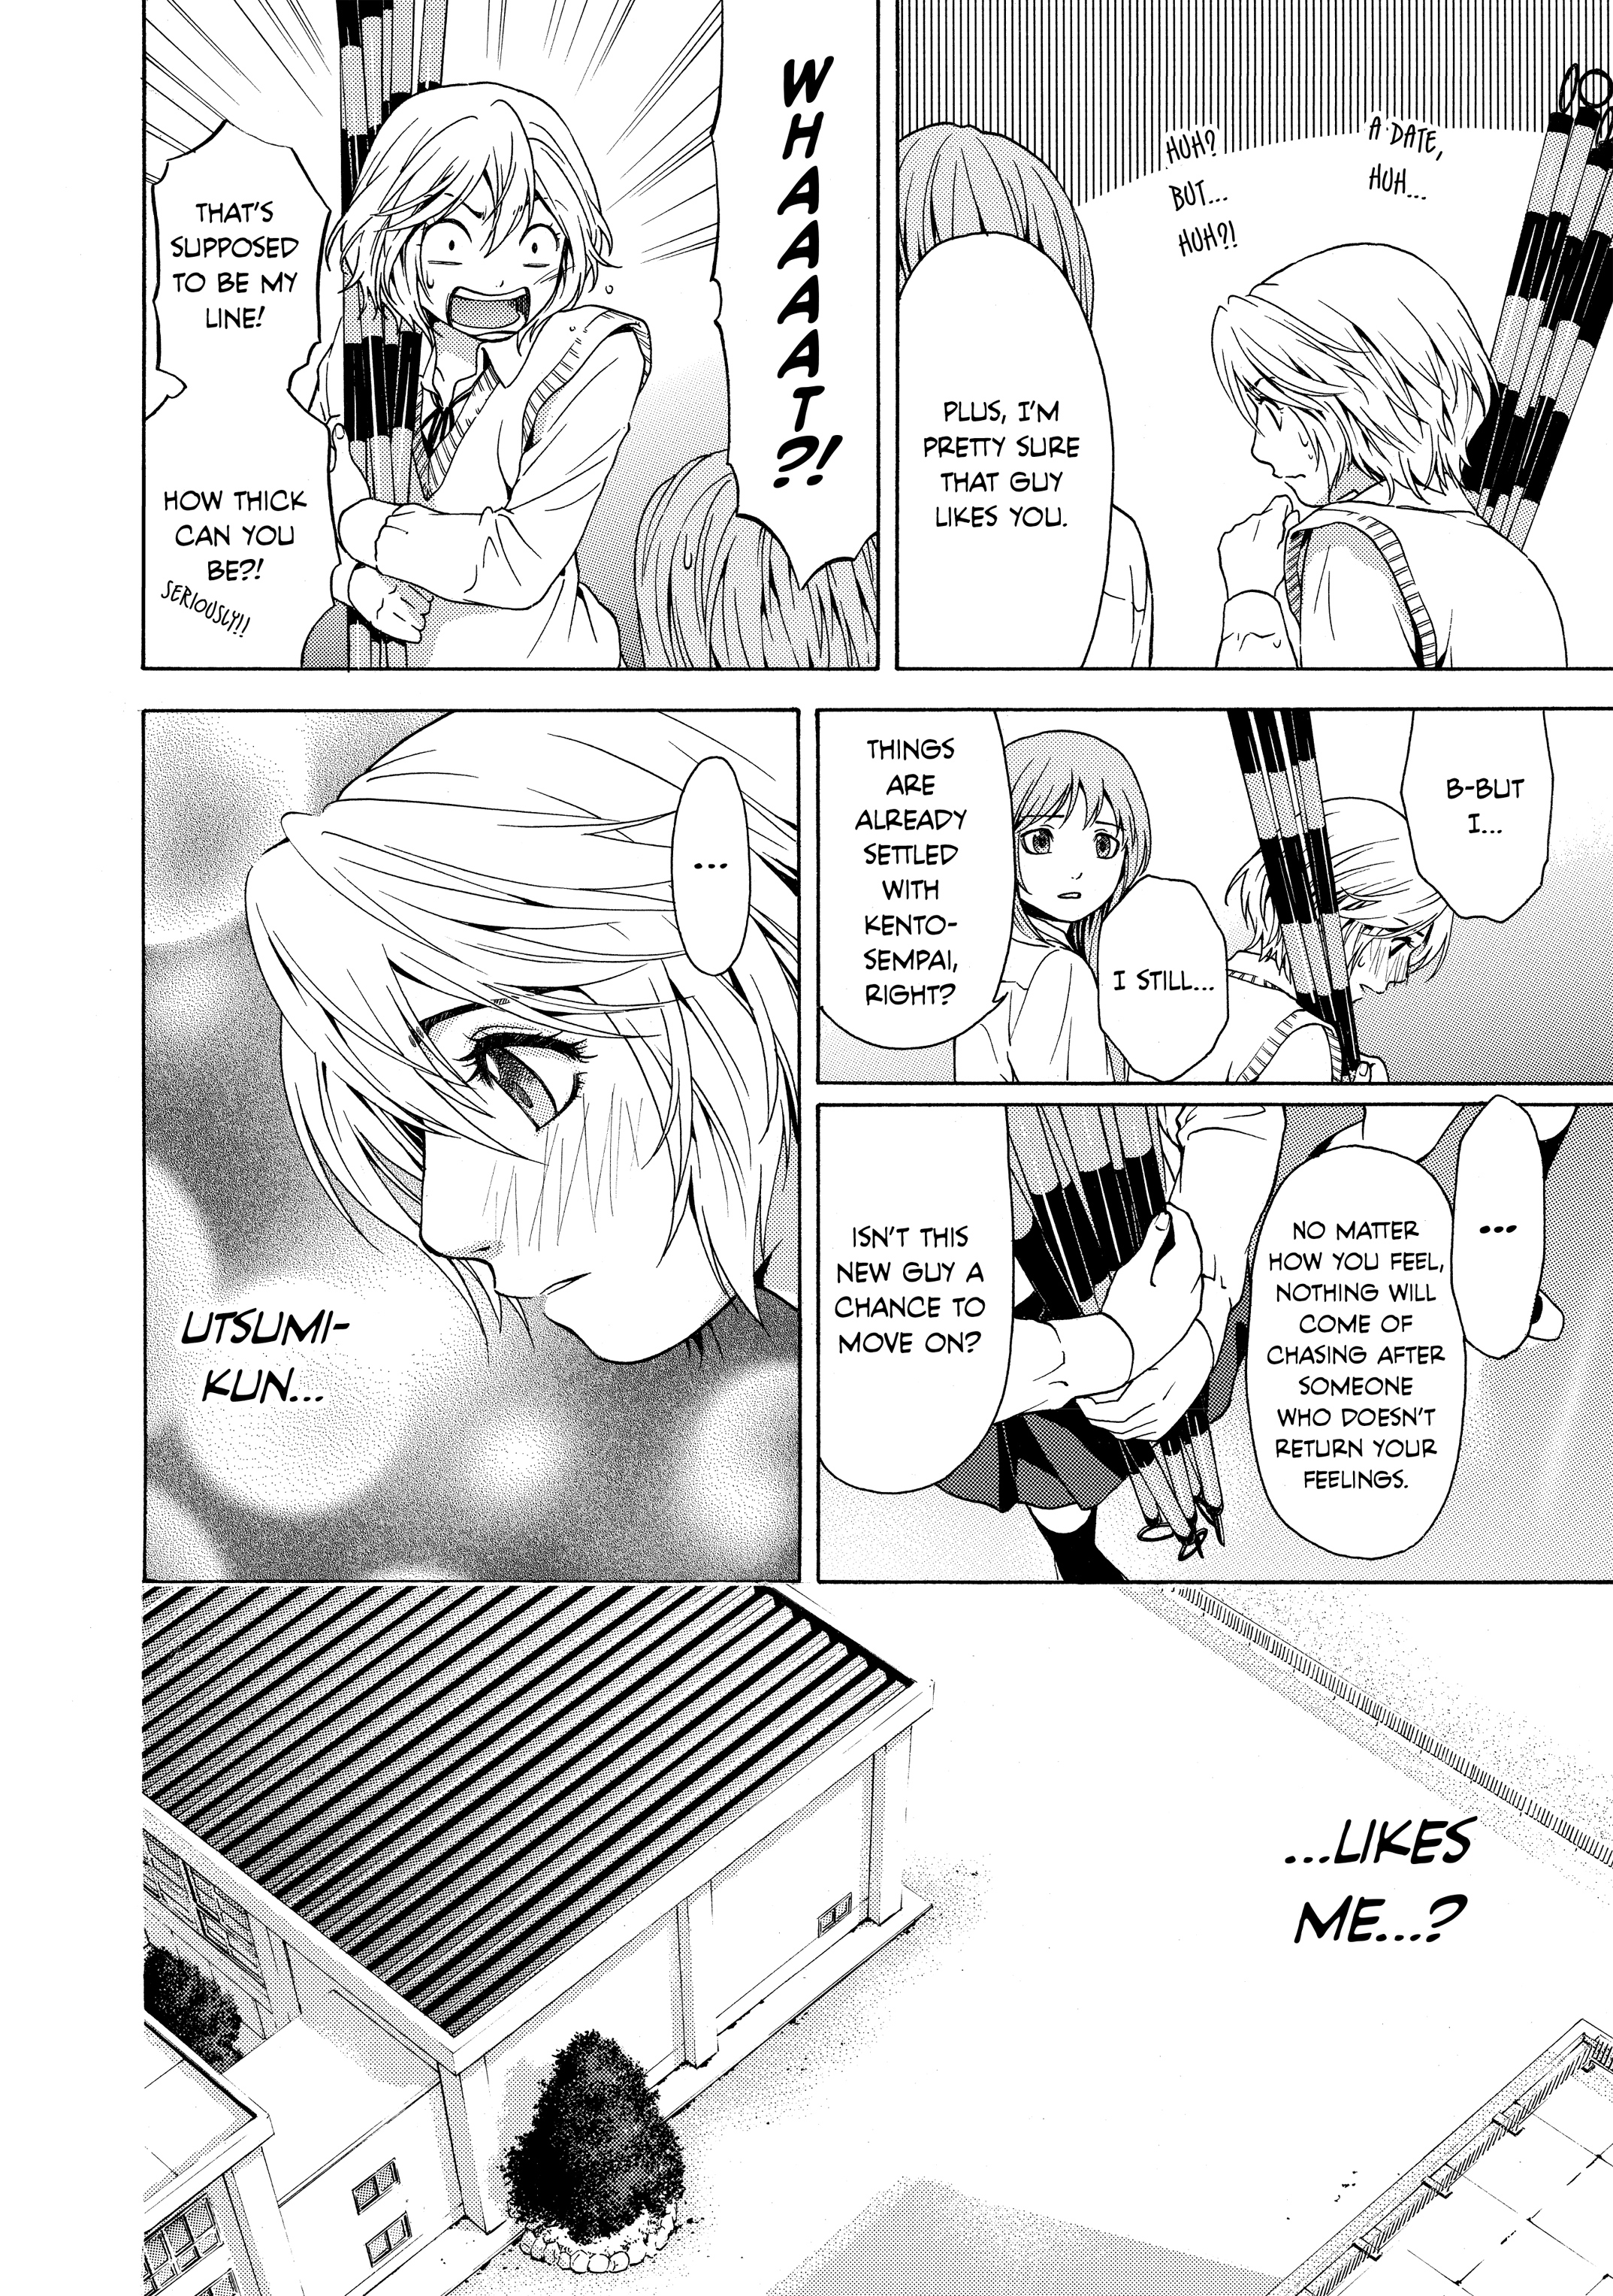 A DATE,
HUH...
HUH?
BUT...
HUH?!
PLUS, I'M
PRETTY SURE
THAT GUY
LIKES YOU.
WHAAAAT?!
THAT'S
SUPPOSED
TO BE MY
LINE!
HOW THICK
CAN YOU
BE?!
SERIOUSLY!!
B-BUT
I...
I STILL...
THINGS
ARE
ALREADY
SETTLED
WITH
KENTO-
SEMPAI,
RIGHT?
...
NO MATTER
HOW YOU FEEL,
NOTHING WILL
COME OF
CHASING AFTER
SOMEONE
WHO DOESN'T
RETURN YOUR
FEELINGS.
ISN'T THIS
NEW GUY A
CHANCE TO
MOVE ON?
...
UTSUMI-
KUN...
...LIKES
ME...?